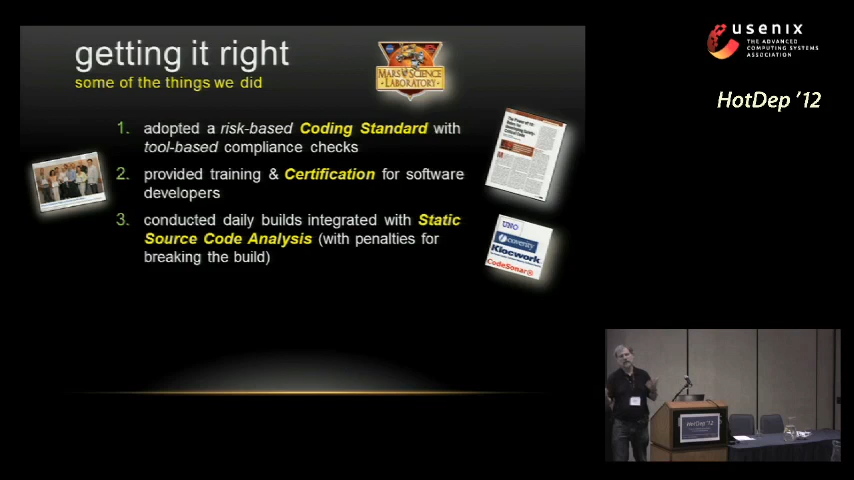 getting it right
some of the things we did
MARS SCIENCE
LABORATORY
1. adopted a risk-based Coding Standard with
tool-based compliance checks
2. provided training & Certification for software
developers
3. conducted daily builds integrated with Static
Source Code Analysis (with penalties for
breaking the build)
UNO
coverity
Klocwork
CodeSonar®
usenix
THE ADVANCED
COMPUTING SYSTEMS
ASSOCIATION
HotDep '12
HotDep '12